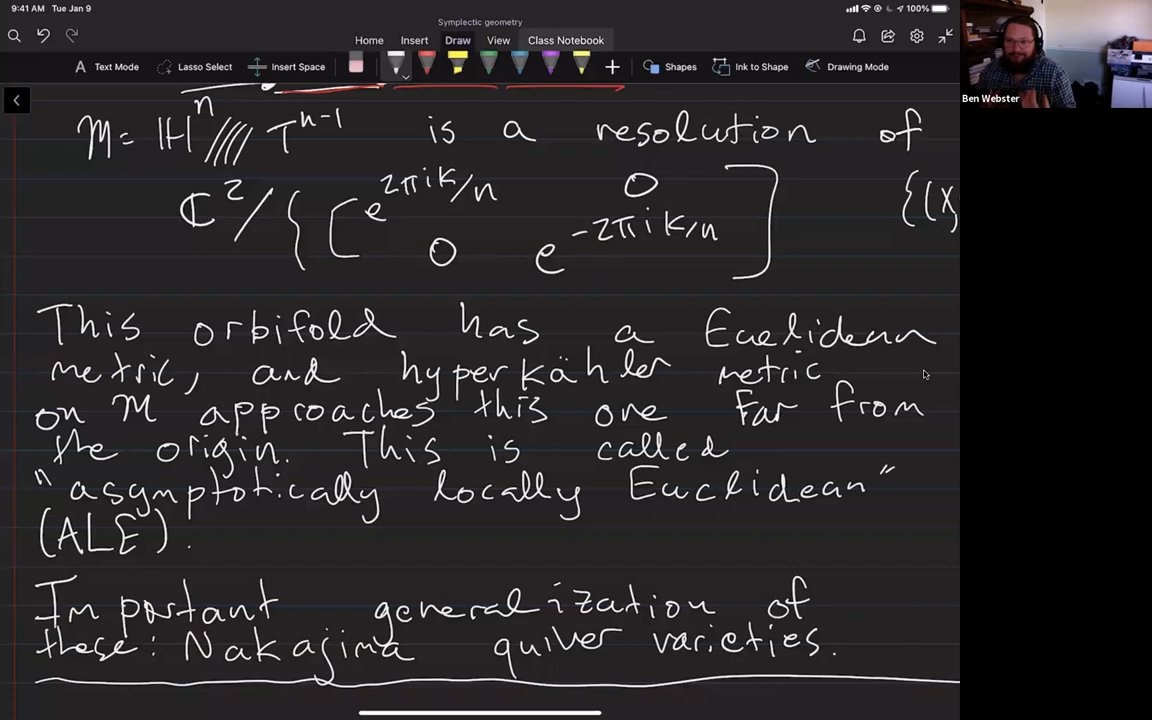 9:41 AM Tue Jan 9
100%
Symplectic geometry
Home Insert Draw View Class Notebook
Text Mode Lasso Select Insert Space Shapes Ink to Shape Drawing Mode
Ben Webster
M = ℍⁿ //// Tⁿ⁻¹ is a resolution of
ℂ² / { [ e^{2πik/n} 0 {(x,
0 e^{-2πik/n} ]
This orbifold has a Euclidean
metric, and hyperkähler metric
on M approaches this one far from
the origin. This is called
"asymptotically locally Euclidean"
(ALE).
Important generalization of
these: Nakajima quiver varieties.